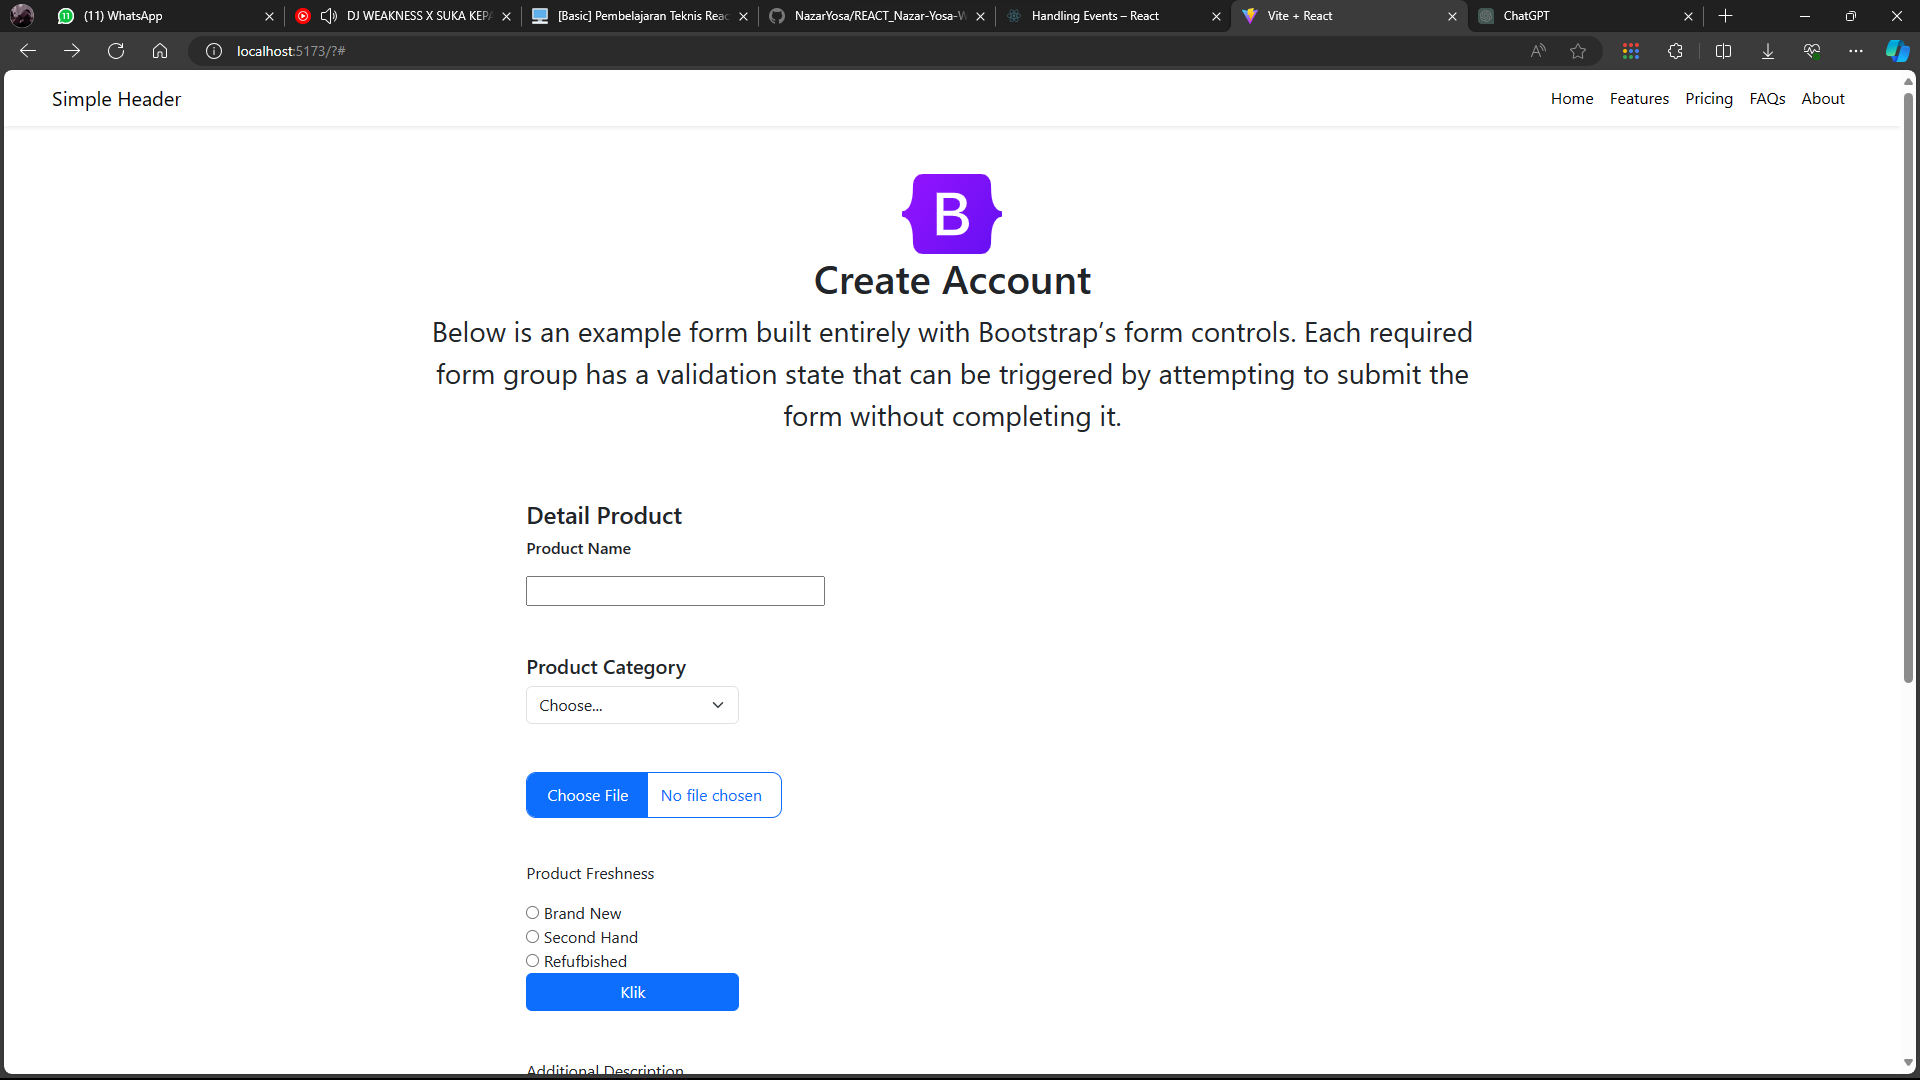 (11) WhatsApp
DJ WEAKNESS X SUKA KEPA
[Basic] Pembelajaran Teknis Reac
NazarYosa/REACT_Nazar-Yosa-W
Handling Events – React
Vite + React
ChatGPT
localhost:5173/?#
Simple Header
Home Features Pricing FAQs About
B
Create Account
Below is an example form built entirely with Bootstrap’s form controls. Each required
form group has a validation state that can be triggered by attempting to submit the
form without completing it.
Detail Product
Product Name
Product Category
Choose...
Choose File No file chosen
Product Freshness
Brand New
Second Hand
Refufbished
Klik
Additional Description